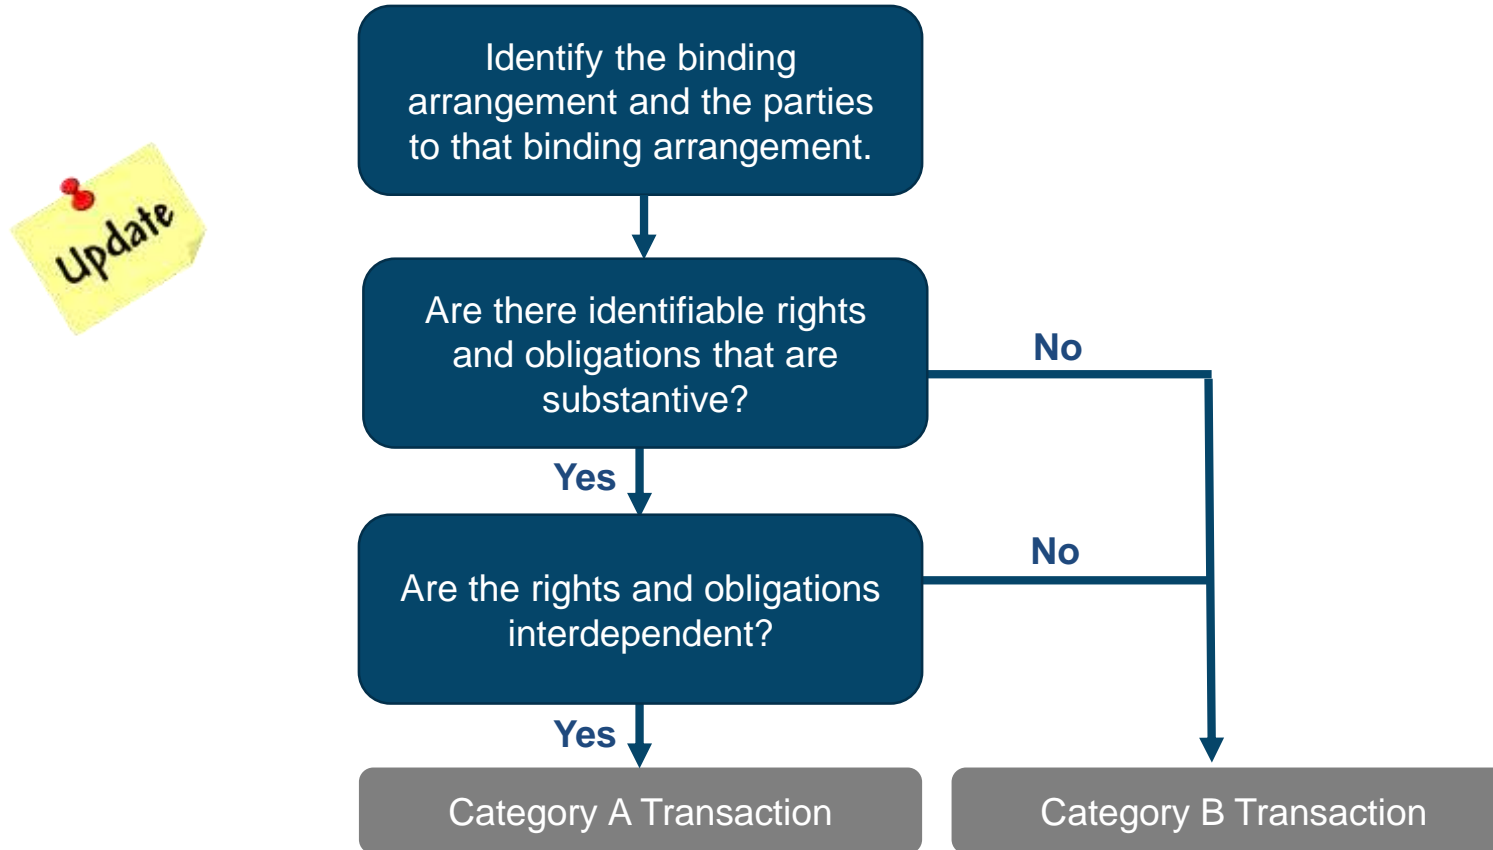 Identify the binding
arrangement and the parties
to that binding arrangement.
Update
Are there identifiable rights
and obligations that are
substantive?
No
Yes
Are the rights and obligations
interdependent?
No
Yes
Category A Transaction
Category B Transaction